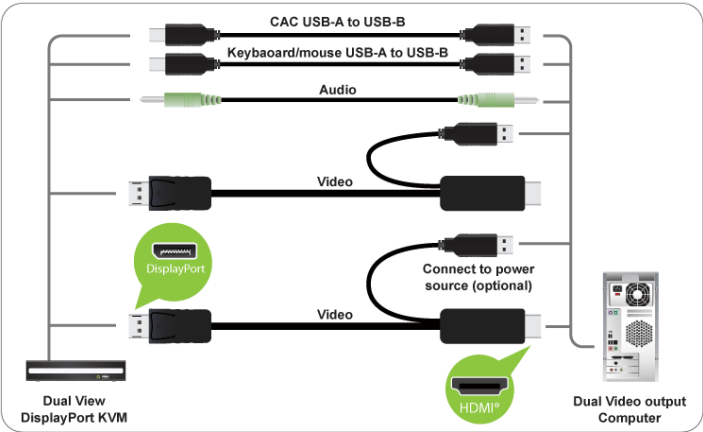 CAC USB-A to USB-B
Keybaoard/mouse USB-A to USB-B
Audio
Video
DisplayPort
Connect to power
source (optional)
Video
HDMI®
Dual View
DisplayPort KVM
Dual Video output
Computer